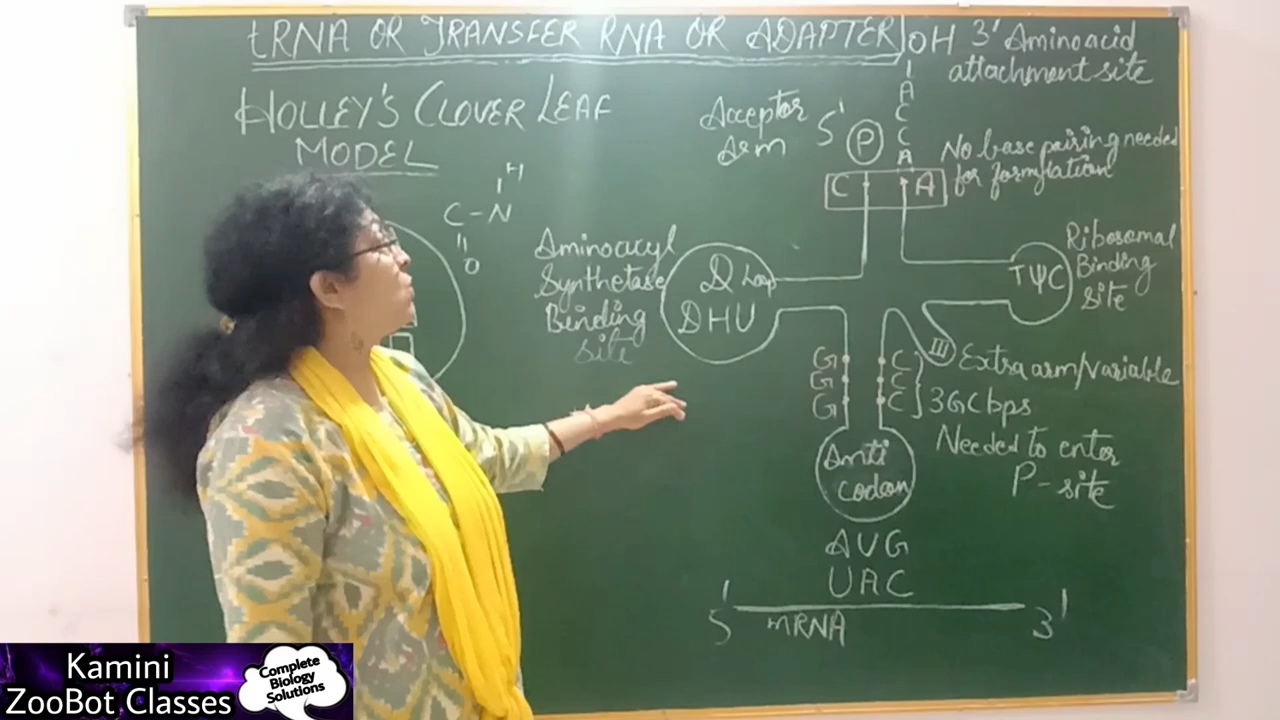 tRNA OR TRANSFER RNA OR ADAPTER
HOLLEY'S CLOVER LEAF
MODEL
H
C - N
O
OH 3' Aminoacid
attachment site
A
C
C
A
Acceptor
Arm
5'
P
C A
No base pairing needed
for formylation
Aminoacyl
Synthetase
Binding
site
D Loop
DHU
TΨC
Ribosomal
Binding
site
III
Extra arm/variable
G C
G C
G C
3GC bps
Needed to enter
P-site
Anti
codon
AUG
UAC
5' mRNA 3'
Kamini
ZooBot Classes
Complete
Biology
Solutions